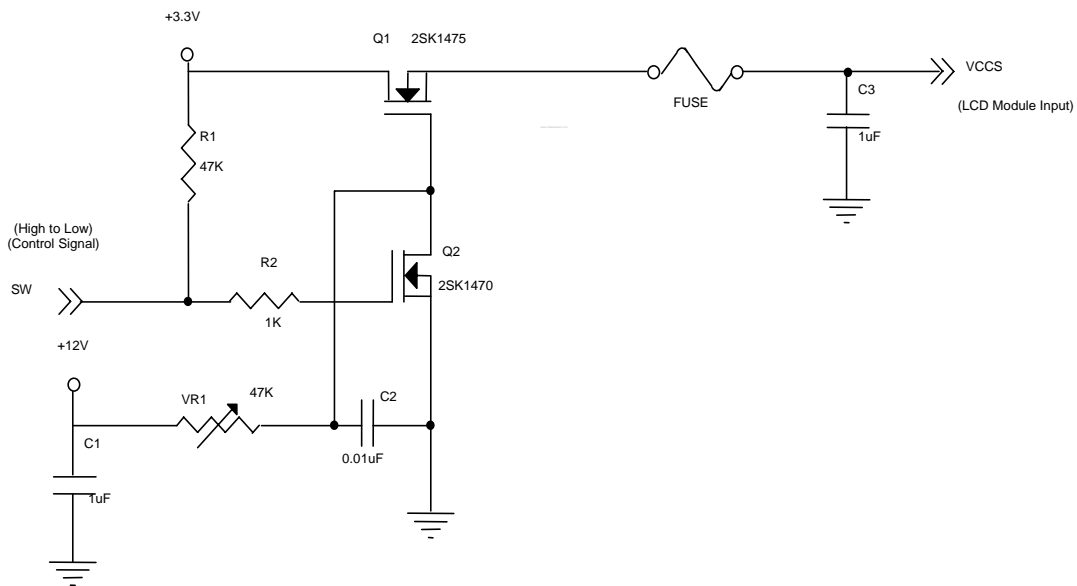 +3.3V
Q1 2SK1475
VCCS
FUSE
C3
(LCD Module Input)
1uF
R1
47K
(High to Low)
(Control Signal)
R2
Q2
SW
2SK1470
1K
+12V
VR1
47K
C2
C1
0.01uF
1uF